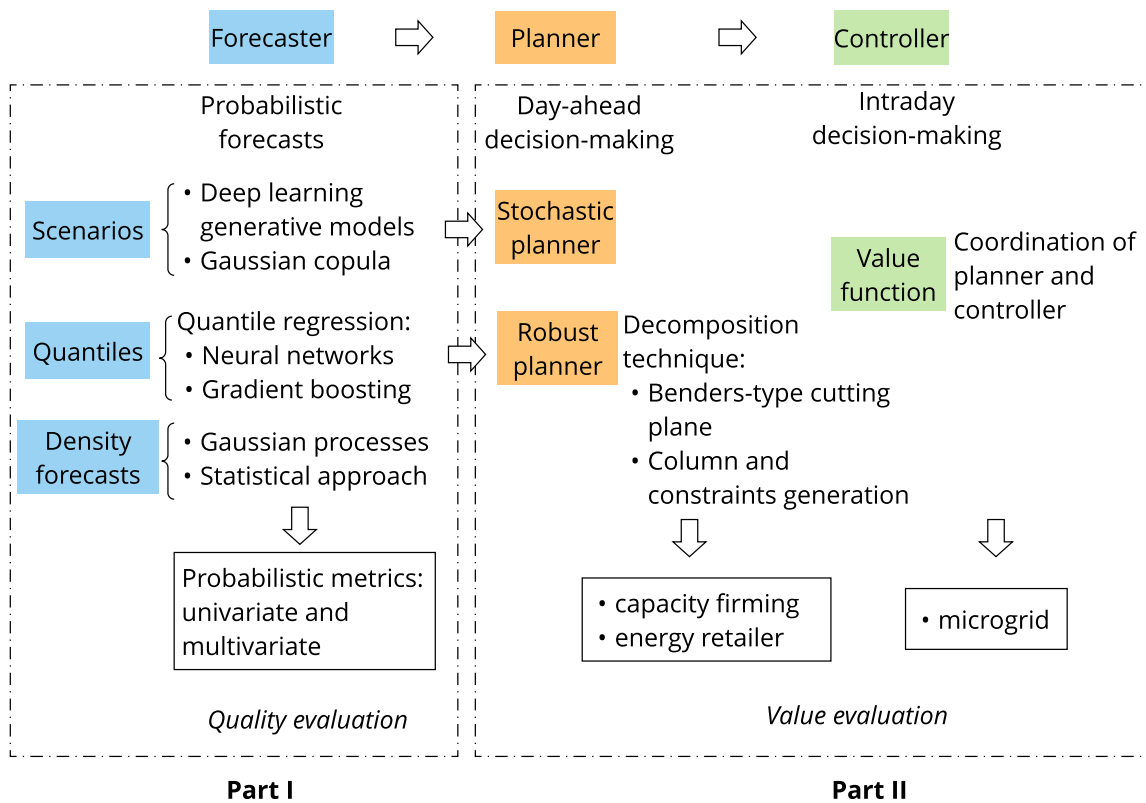 Forecaster
Planner
Controller
Probabilistic
forecasts
Scenarios
• Deep learning
generative models
• Gaussian copula
Quantiles
Quantile regression:
• Neural networks
• Gradient boosting
Density
forecasts
• Gaussian processes
• Statistical approach
Probabilistic metrics:
univariate and
multivariate
Quality evaluation
Part I
Day-ahead
decision-making
Stochastic
planner
Robust
planner
Decomposition
technique:
• Benders-type cutting
plane
• Column and
constraints generation
• capacity firming
• energy retailer
Intraday
decision-making
Value
function
Coordination of
planner and
controller
• microgrid
Value evaluation
Part II